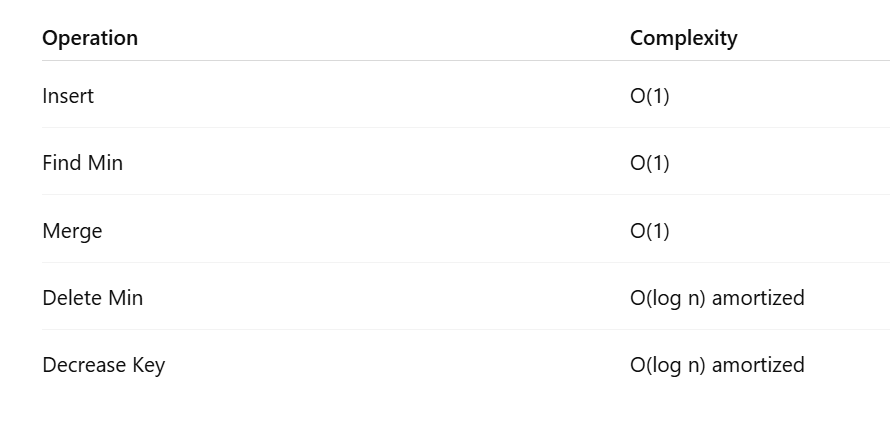 Operation Complexity
Insert O(1)
Find Min O(1)
Merge O(1)
Delete Min O(log n) amortized
Decrease Key O(log n) amortized